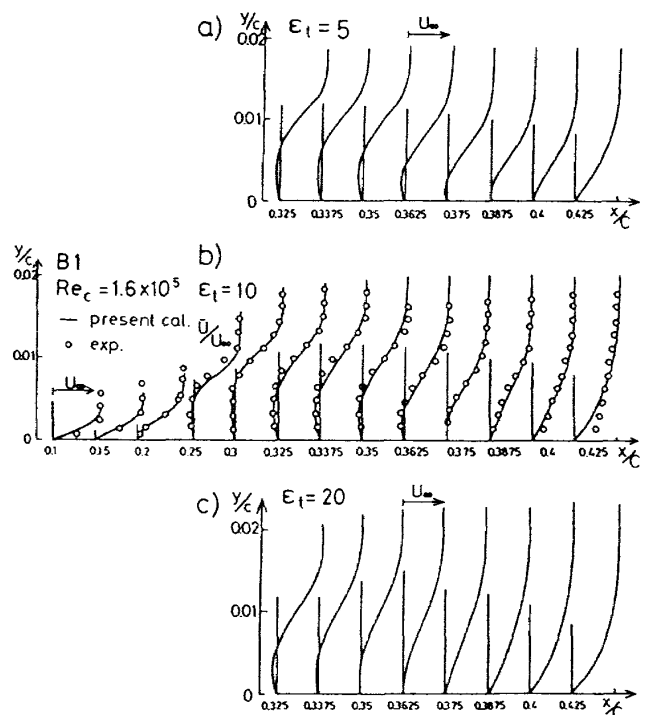 a) ε_t = 5
y/c
U∞
0.02
0.01
0
0.325 0.3375 0.35 0.3625 0.375 0.3875 0.4 0.425 x/c
b) ε_t = 10
y/c
B1
Re_c = 1.6×10⁵
— present cal.
○ exp.
ū/U∞
U∞
0.02
0.01
0
0.1 0.15 0.2 0.25 0.3 0.325 0.3375 0.35 0.3625 0.375 0.3875 0.4 0.425 x/c
c) y/c ε_t = 20
U∞
0.02
0.01
0
0.325 0.3375 0.35 0.3625 0.375 0.3875 0.4 0.425 x/c